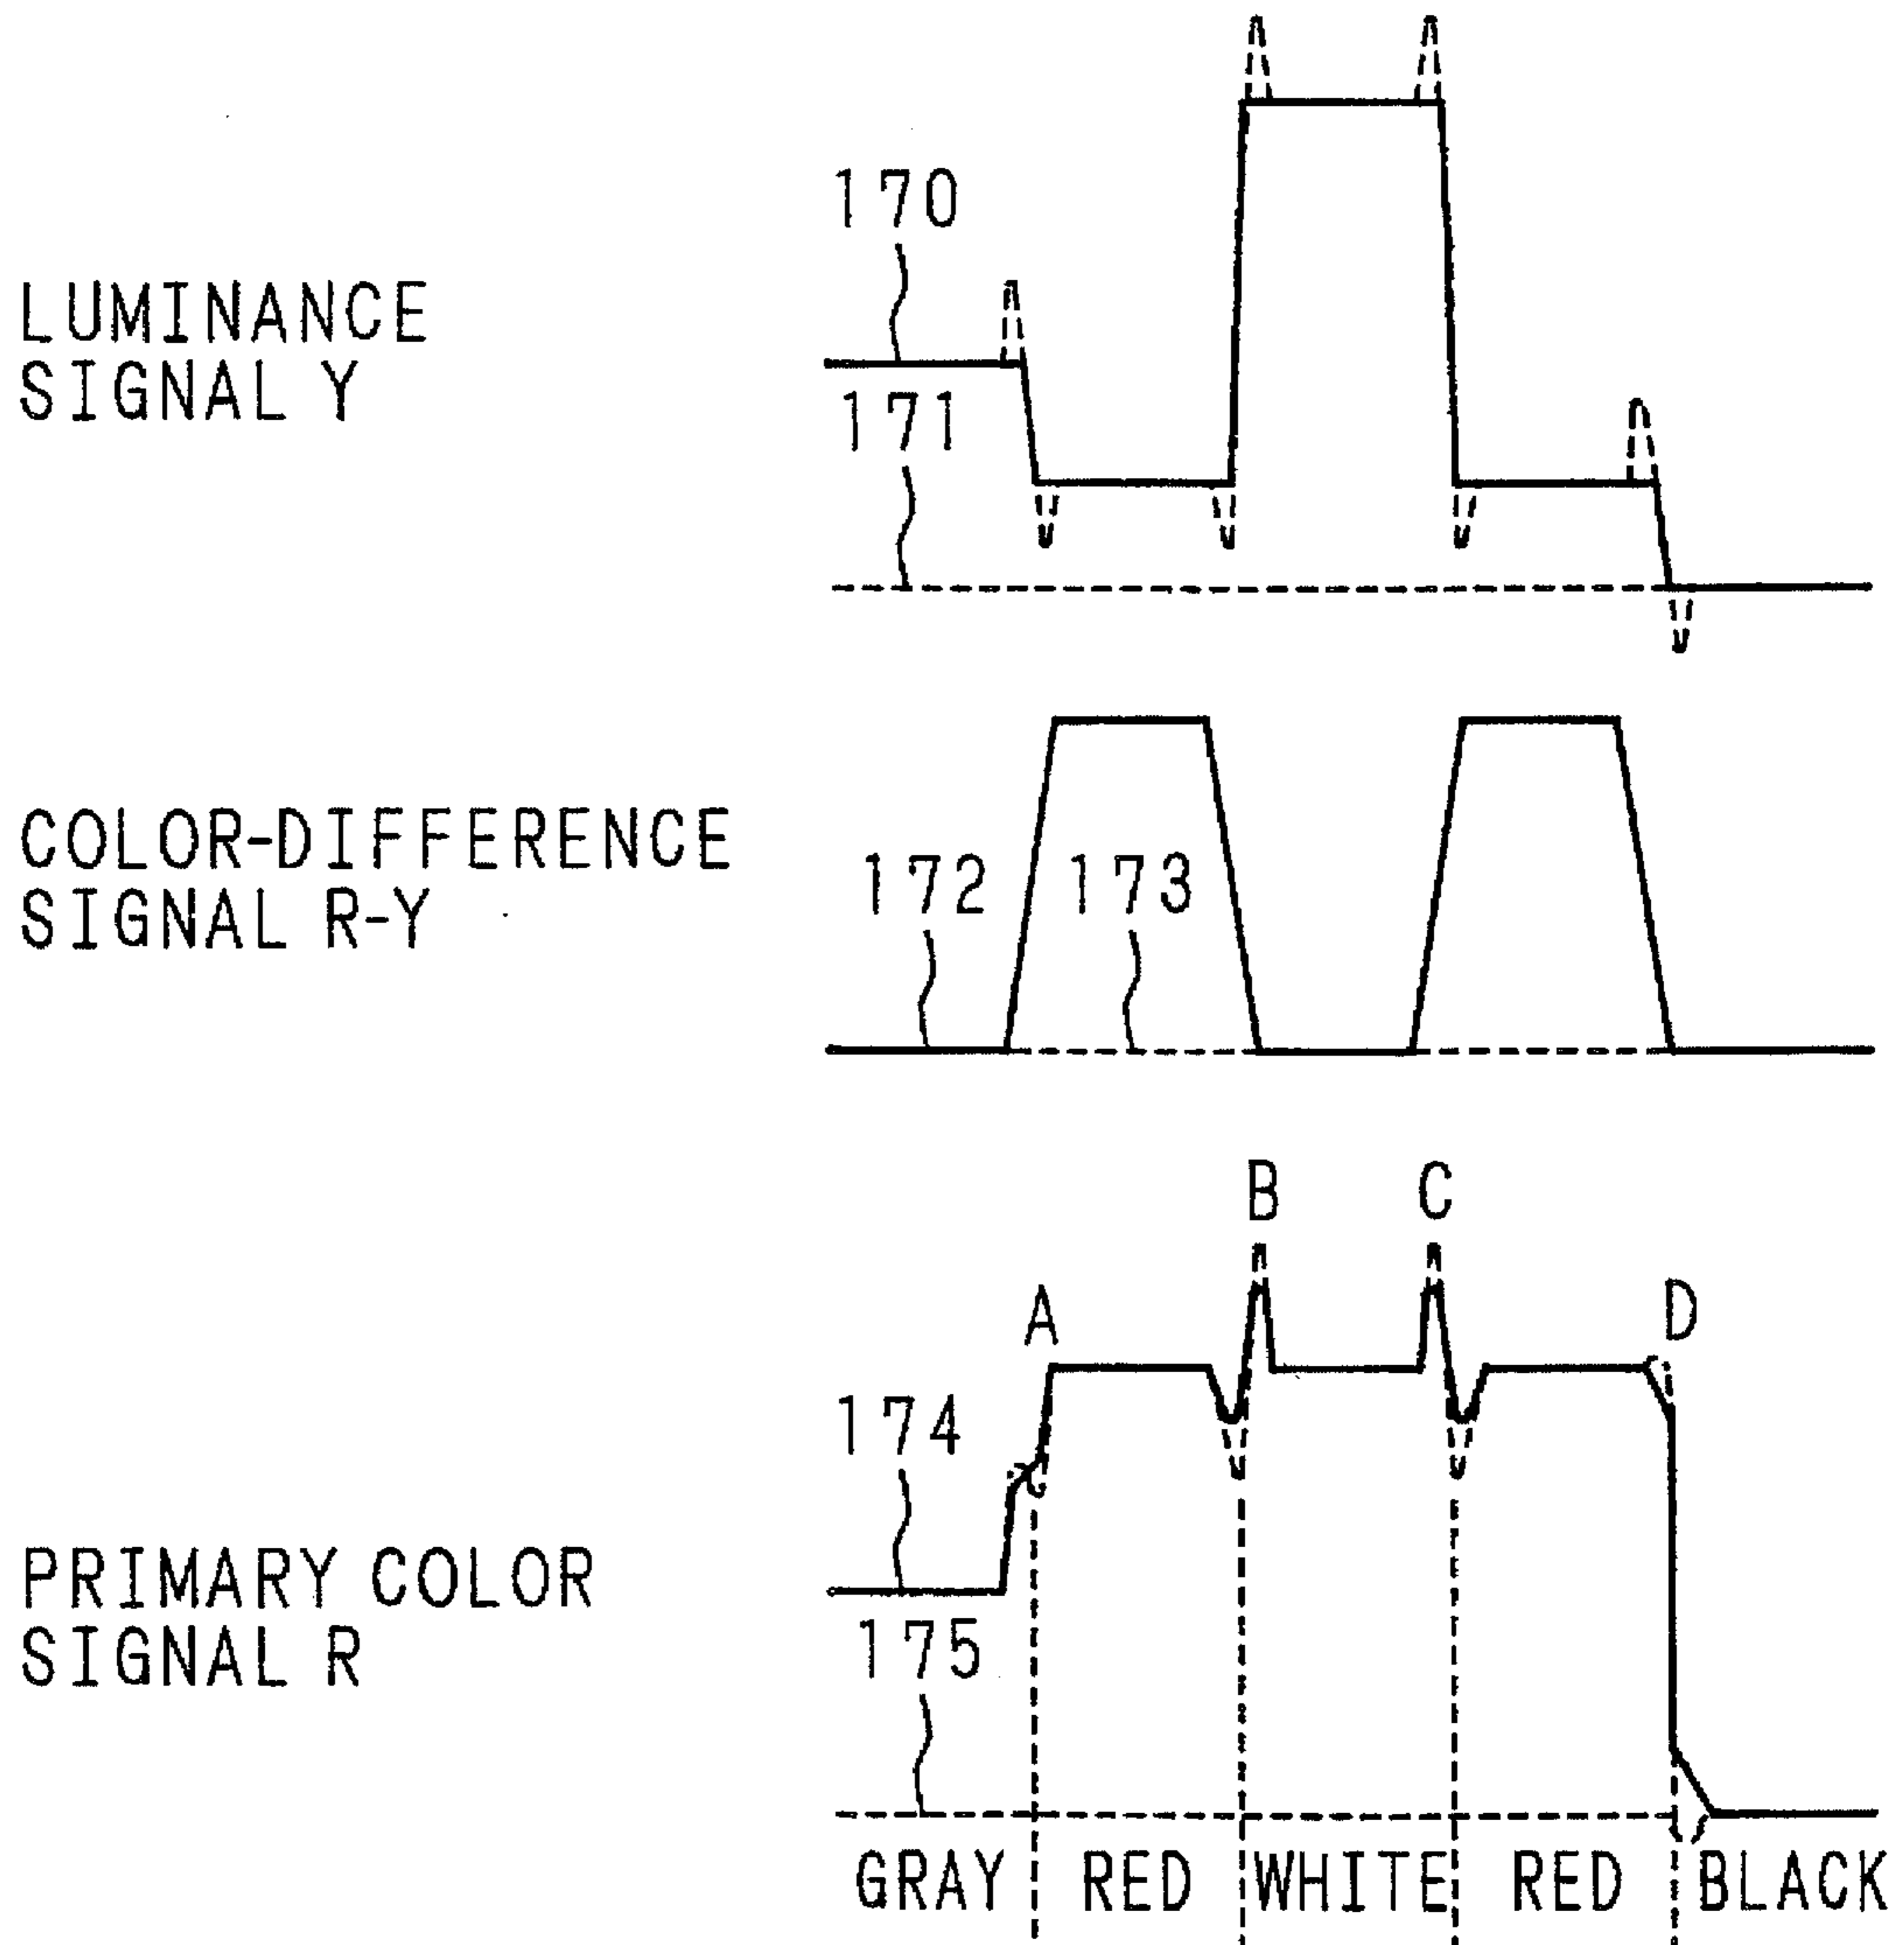 170
LUMINANCE
SIGNAL Y
171
COLOR-DIFFERENCE
SIGNAL R-Y
172 173
B C
A D
174
PRIMARY COLOR
SIGNAL R
175
GRAY RED WHITE RED BLACK